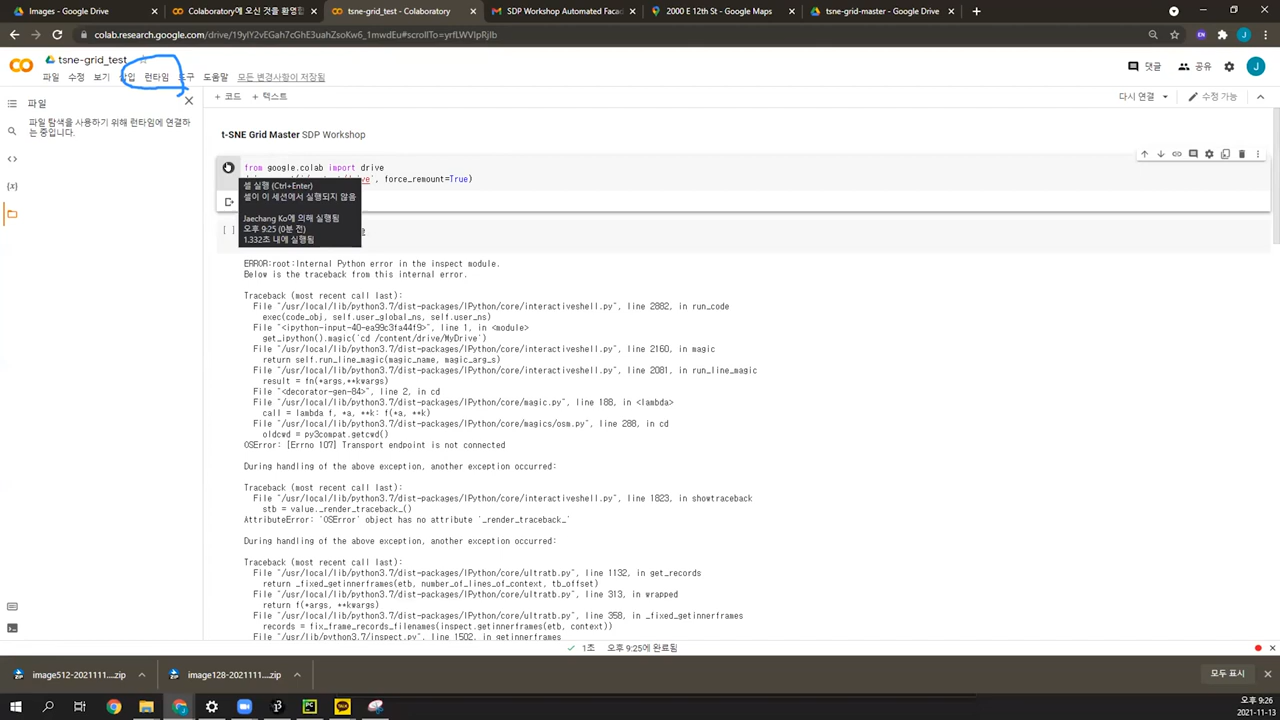 Images - Google Drive
Colaboratory에 오신 것을 환영합
tsne-grid_test - Colaboratory
SDP Workshop Automated Facad
2000 E 12th St - Google Maps
tsne-grid-master - Google Drive
colab.research.google.com/drive/19yIY2vEGah7cGhE3uahZsoKw6_1mwdEu#scrollTo=yrfLWVIpRjIb
EN
J
tsne-grid_test
파일 수정 보기 삽입 런타임 도구 도움말 모든 변경사항이 저장됨
댓글
공유
J
파일
파일 탐색을 사용하기 위해 런타임에 연결하
는 중입니다.
+ 코드 + 텍스트
다시 연결
수정 가능
t-SNE Grid Master SDP Workshop
from google.colab import drive
, force_remount=True)
셀 실행 (Ctrl+Enter)
셀이 이 세션에서 실행되지 않음
Jaechang Ko에 의해 실행됨
오후 9:25 (0분 전)
1.332초 내에 실행됨
[ ]
ERROR:root:Internal Python error in the inspect module.
Below is the traceback from this internal error.
Traceback (most recent call last):
File "/usr/local/lib/python3.7/dist-packages/IPython/core/interactiveshell.py", line 2882, in run_code
exec(code_obj, self.user_global_ns, self.user_ns)
File "<ipython-input-40-ea99c3fa44f9>", line 1, in <module>
get_ipython().magic('cd /content/drive/MyDrive')
File "/usr/local/lib/python3.7/dist-packages/IPython/core/interactiveshell.py", line 2160, in magic
return self.run_line_magic(magic_name, magic_arg_s)
File "/usr/local/lib/python3.7/dist-packages/IPython/core/interactiveshell.py", line 2081, in run_line_magic
result = fn(*args,**kwargs)
File "<decorator-gen-84>", line 2, in cd
File "/usr/local/lib/python3.7/dist-packages/IPython/core/magic.py", line 188, in <lambda>
call = lambda f, *a, **k: f(*a, **k)
File "/usr/local/lib/python3.7/dist-packages/IPython/core/magics/osm.py", line 288, in cd
oldcwd = py3compat.getcwd()
OSError: [Errno 107] Transport endpoint is not connected
During handling of the above exception, another exception occurred:
Traceback (most recent call last):
File "/usr/local/lib/python3.7/dist-packages/IPython/core/interactiveshell.py", line 1823, in showtraceback
stb = value._render_traceback_()
AttributeError: 'OSError' object has no attribute '_render_traceback_'
During handling of the above exception, another exception occurred:
Traceback (most recent call last):
File "/usr/local/lib/python3.7/dist-packages/IPython/core/ultratb.py", line 1132, in get_records
return _fixed_getinnerframes(etb, number_of_lines_of_context, tb_offset)
File "/usr/local/lib/python3.7/dist-packages/IPython/core/ultratb.py", line 313, in wrapped
return f(*args, **kwargs)
File "/usr/local/lib/python3.7/dist-packages/IPython/core/ultratb.py", line 358, in _fixed_getinnerframes
records = fix_frame_records_filenames(inspect.getinnerframes(etb, context))
File "/usr/lib/python3.7/inspect.py", line 1502, in getinnerframes
1초 오후 9:25에 완료됨
image512-2021111....zip
image128-2021111....zip
모두 표시
오후 9:26
2021-11-13